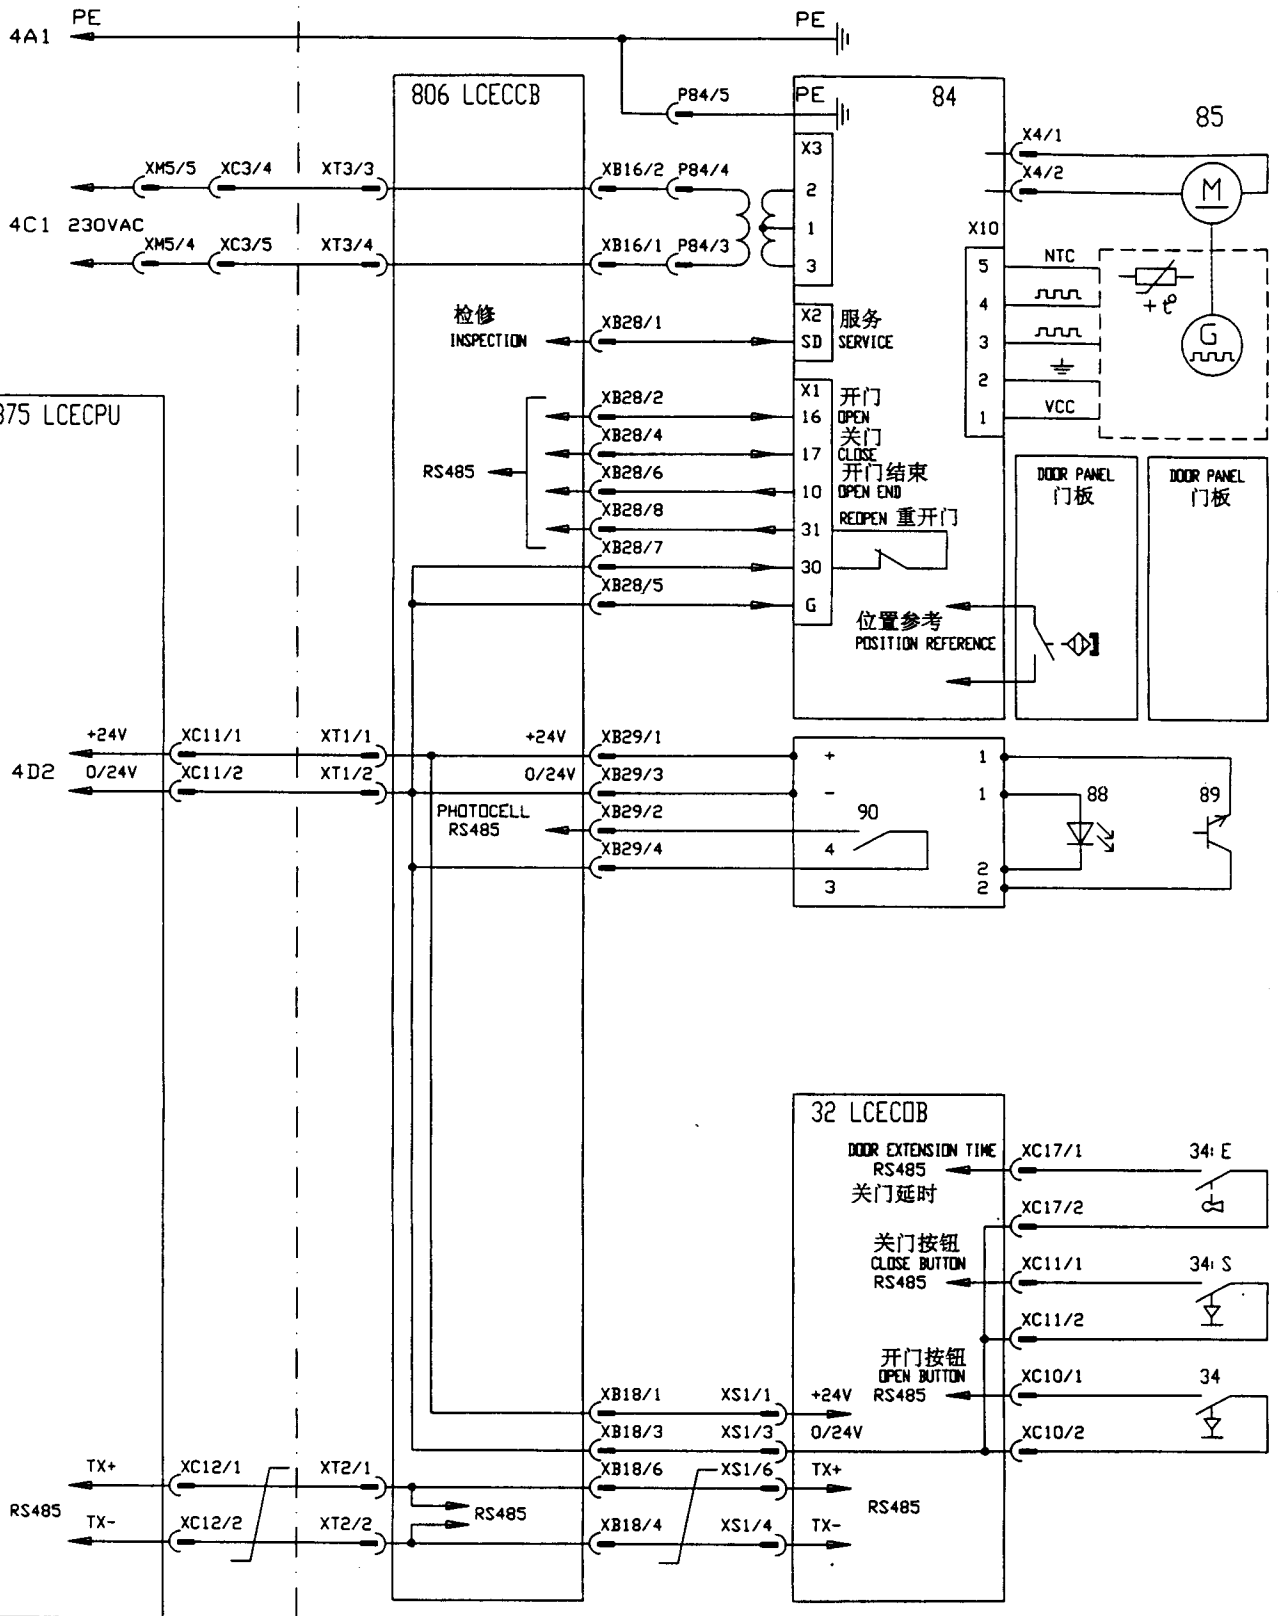 PE
4A1
PE
806 LCECCB
P84/5
PE
84
85
X4/1
X4/2
M
X3
2
1
3
XM5/5 XC3/4 XT3/3
XB16/2 P84/4
4C1 230VAC
XM5/4 XC3/5 XT3/4
XB16/1 P84/3
X10
5 NTC
4
3
2
1 VCC
+t°
G
检修
INSPECTION
XB28/1
X2
SD
服务
SERVICE
875 LCECPU
RS485
XB28/2
XB28/4
XB28/6
XB28/8
XB28/7
XB28/5
X1
16
17
10
31
30
G
开门
OPEN
关门
CLOSE
开门结束
OPEN END
REOPEN 重开门
位置参考
POSITION REFERENCE
DOOR PANEL
门板
DOOR PANEL
门板
4D2
+24V
0/24V
XC11/1 XT1/1
XC11/2 XT1/2
+24V
0/24V
XB29/1
XB29/3
PHOTOCELL
RS485
XB29/2
XB29/4
+
-
90
4
3
1
1
2
2
88
89
32 LCECOB
DOOR EXTENSION TIME
RS485
关门延时
XC17/1
34:E
XC17/2
关门按钮
CLOSE BUTTON
RS485
XC11/1
34:S
XC11/2
开门按钮
OPEN BUTTON
RS485
XC10/1
34
XC10/2
XB18/1 XS1/1 +24V
XB18/3 XS1/3 0/24V
TX+ XC12/1 XT2/1
XB18/6 XS1/6 TX+
RS485
RS485
RS485
TX- XC12/2 XT2/2
XB18/4 XS1/4 TX-